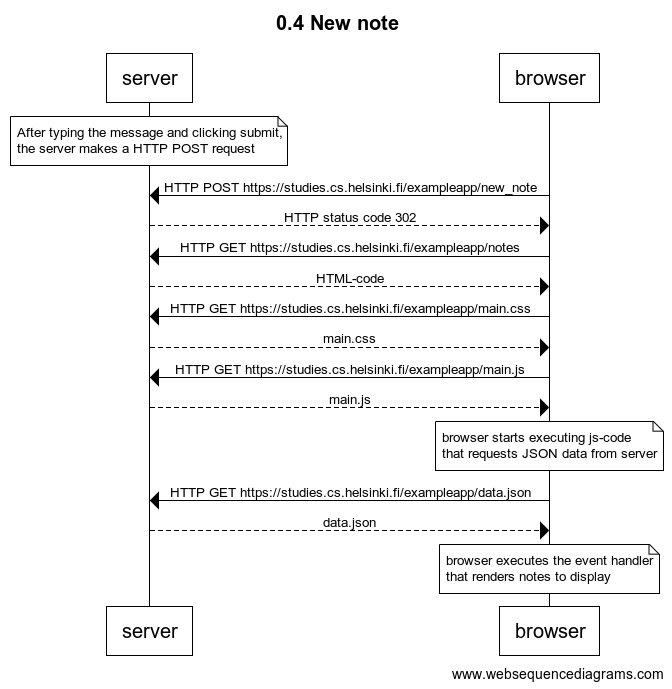 0.4 New note
server
browser
After typing the message and clicking submit,
the server makes a HTTP POST request
HTTP POST https://studies.cs.helsinki.fi/exampleapp/new_note
HTTP status code 302
HTTP GET https://studies.cs.helsinki.fi/exampleapp/notes
HTML-code
HTTP GET https://studies.cs.helsinki.fi/exampleapp/main.css
main.css
HTTP GET https://studies.cs.helsinki.fi/exampleapp/main.js
main.js
browser starts executing js-code
that requests JSON data from server
HTTP GET https://studies.cs.helsinki.fi/exampleapp/data.json
data.json
browser executes the event handler
that renders notes to display
server
browser
www.websequencediagrams.com